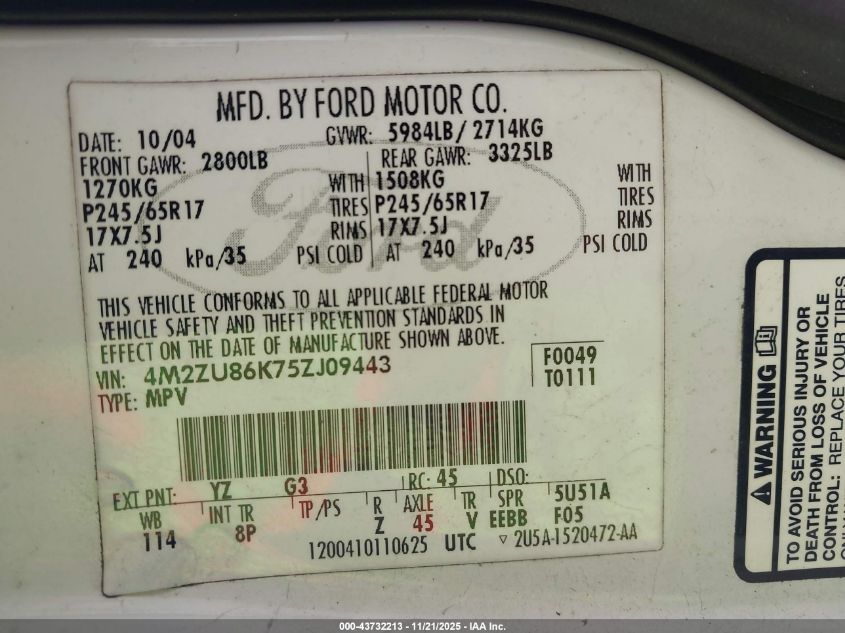 MFD. BY FORD MOTOR CO.
DATE: 10/04 GVWR: 5984LB/ 2714KG
FRONT GAWR: 2800LB REAR GAWR: 3325LB
1270KG WITH 1508KG WITH
P245/65R17 TIRES P245/65R17 TIRES
17X7.5J RIMS 17X7.5J RIMS
AT 240 kPa/35 PSI COLD AT 240 kPa/35 PSI COLD
Ford
THIS VEHICLE CONFORMS TO ALL APPLICABLE FEDERAL MOTOR
VEHICLE SAFETY AND THEFT PREVENTION STANDARDS IN
EFFECT ON THE DATE OF MANUFACTURE SHOWN ABOVE.
VIN: 4M2ZU86K75ZJ09443 F0049
TYPE: MPV T0111
EXT PNT: YZ G3 RC: 45 DSO:
WB INT TR TP/PS R AXLE TR SPR 5U51A
114 8P Z 45 V EEBB F05
1200410110625 UTC ▽ 2U5A-1520472-AA
WARNING
TO AVOID SERIOUS INJURY OR
DEATH FROM LOSS OF VEHICLE
CONTROL: REPLACE YOUR TIRES
000-43732213 - 11/21/2025 - IAA Inc.